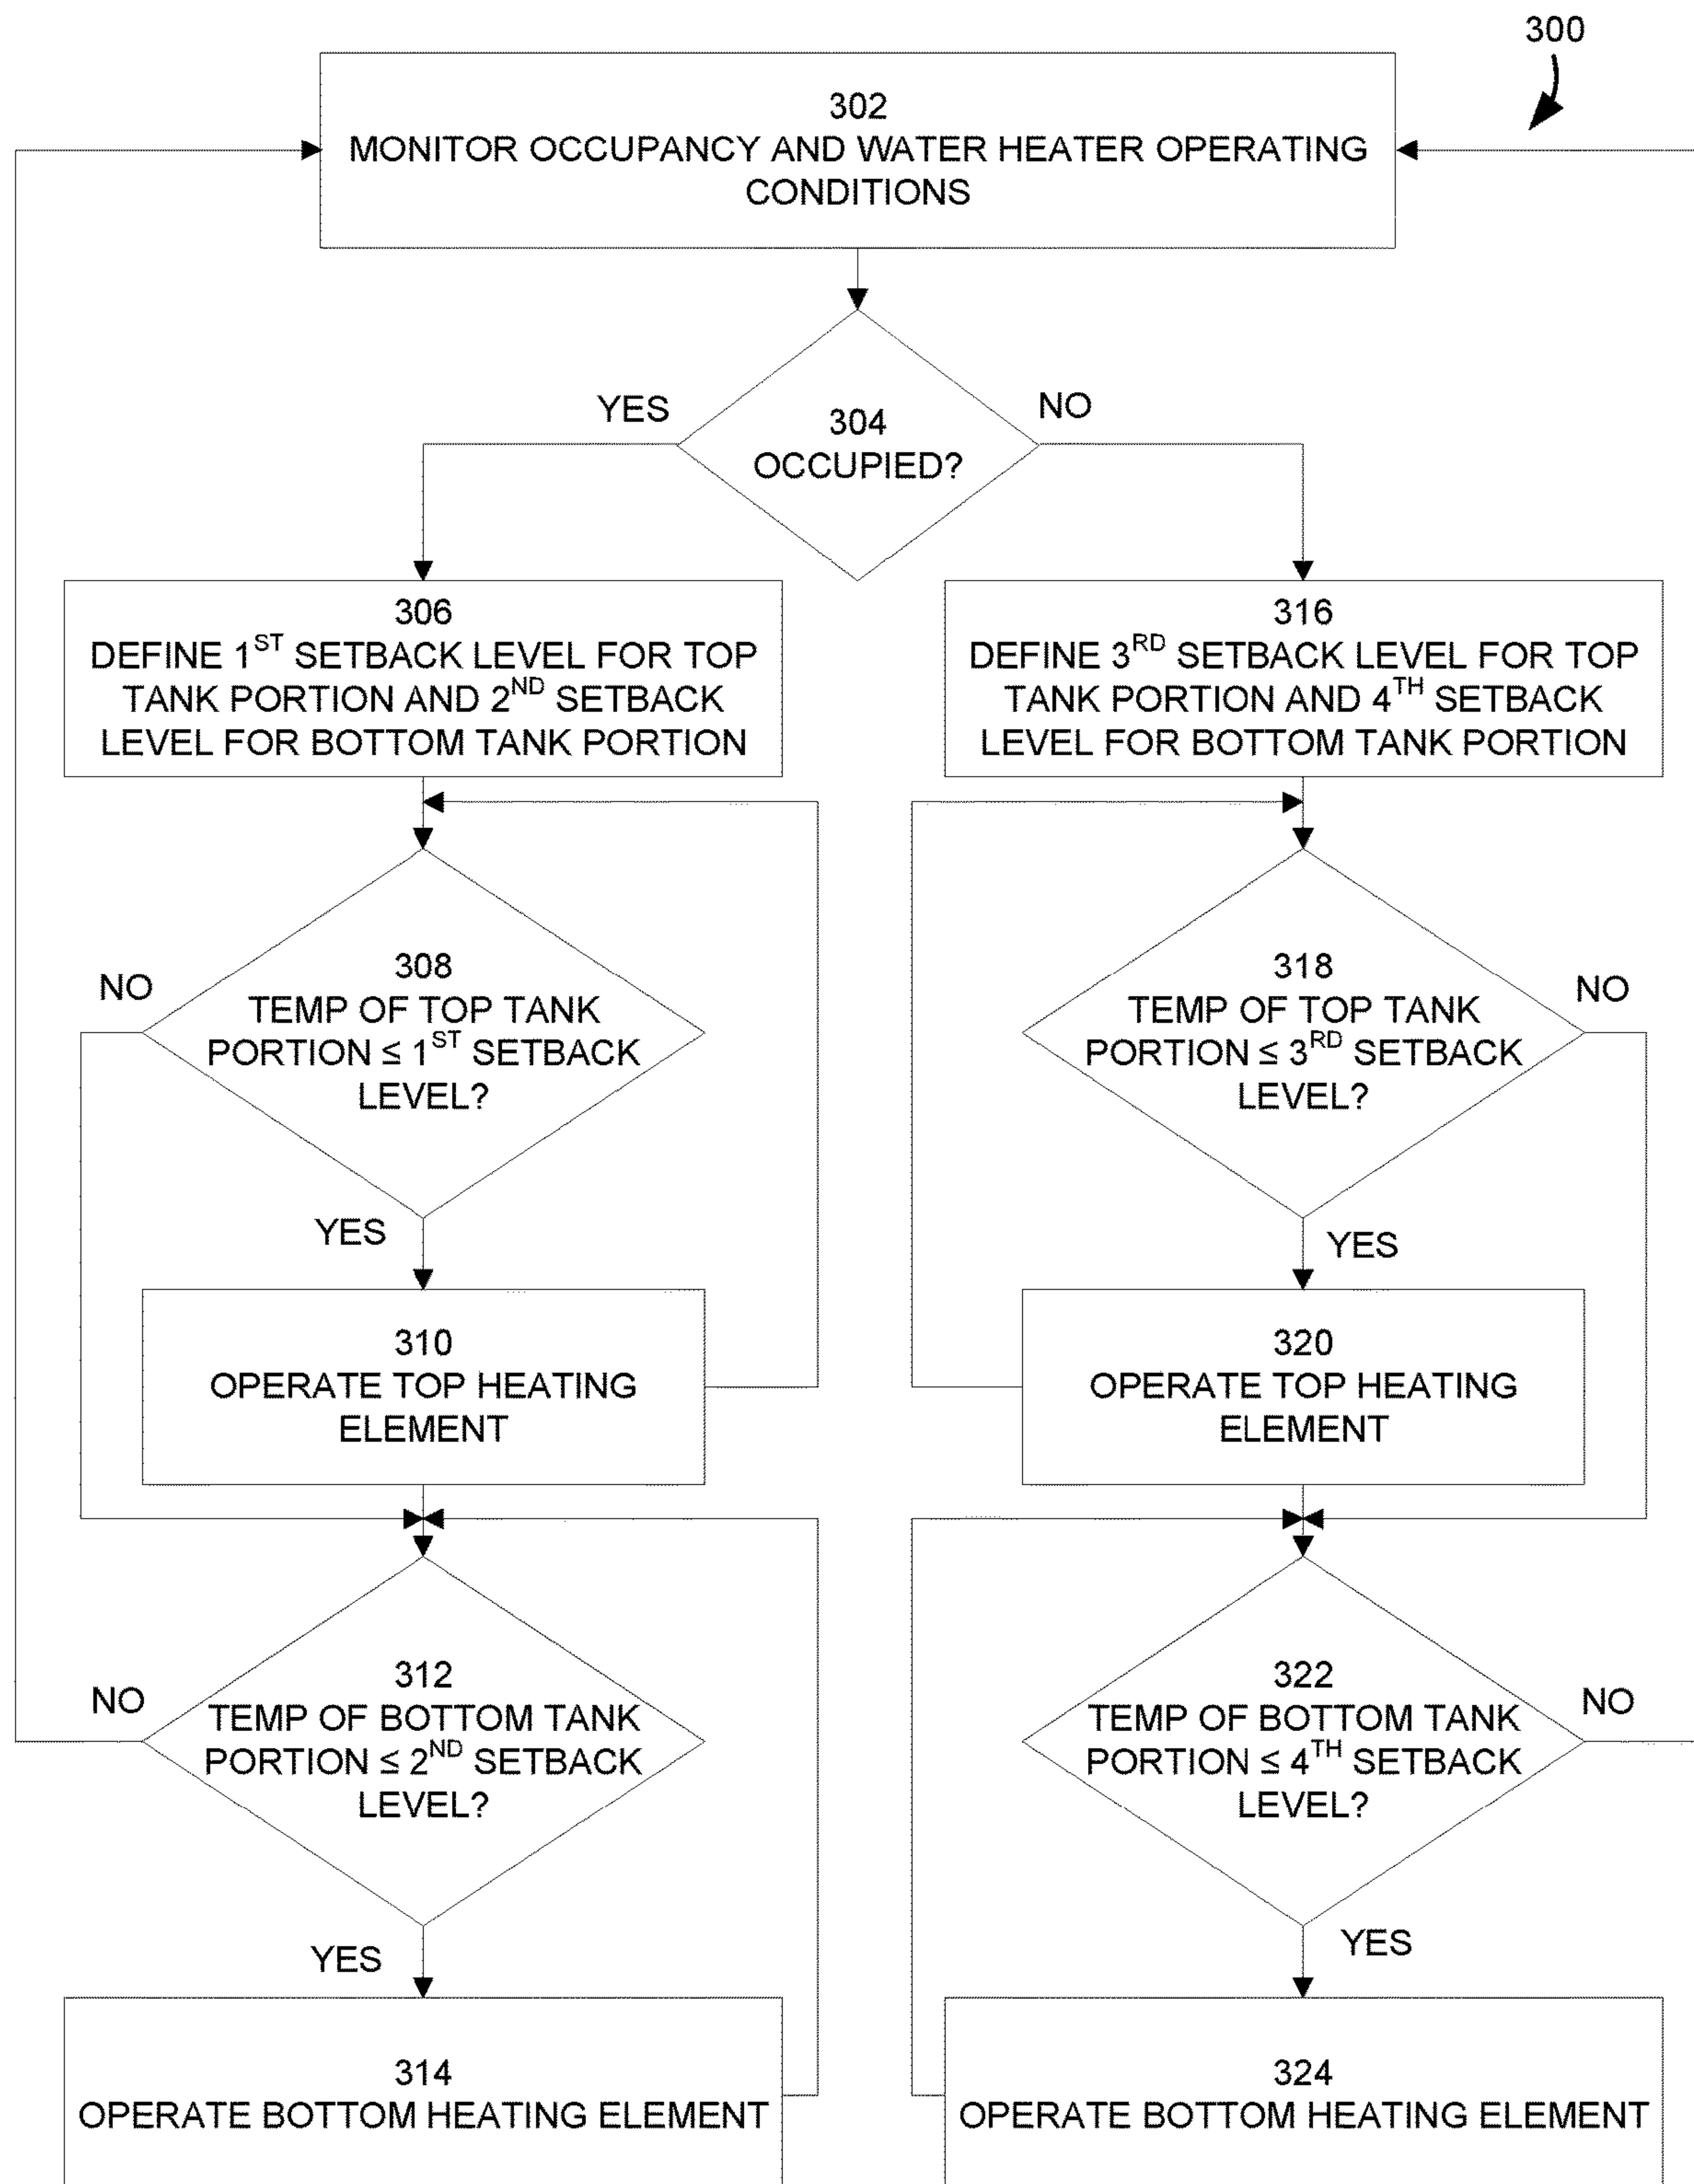 300
302
MONITOR OCCUPANCY AND WATER HEATER OPERATING
CONDITIONS
YES
NO
304
OCCUPIED?
306
DEFINE 1ST SETBACK LEVEL FOR TOP
TANK PORTION AND 2ND SETBACK
LEVEL FOR BOTTOM TANK PORTION
316
DEFINE 3RD SETBACK LEVEL FOR TOP
TANK PORTION AND 4TH SETBACK
LEVEL FOR BOTTOM TANK PORTION
NO
308
TEMP OF TOP TANK
PORTION ≤ 1ST SETBACK
LEVEL?
318
TEMP OF TOP TANK
PORTION ≤ 3RD SETBACK
LEVEL?
NO
YES
YES
310
OPERATE TOP HEATING
ELEMENT
320
OPERATE TOP HEATING
ELEMENT
NO
312
TEMP OF BOTTOM TANK
PORTION ≤ 2ND SETBACK
LEVEL?
322
TEMP OF BOTTOM TANK
PORTION ≤ 4TH SETBACK
LEVEL?
NO
YES
YES
314
OPERATE BOTTOM HEATING ELEMENT
324
OPERATE BOTTOM HEATING ELEMENT